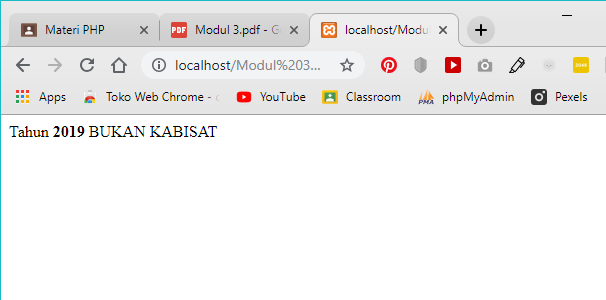 Materi PHP
Modul 3.pdf - G
localhost/Modu
localhost/Modul%203...
Apps
Toko Web Chrome - c
YouTube
Classroom
phpMyAdmin
Pexels
Tahun 2019 BUKAN KABISAT